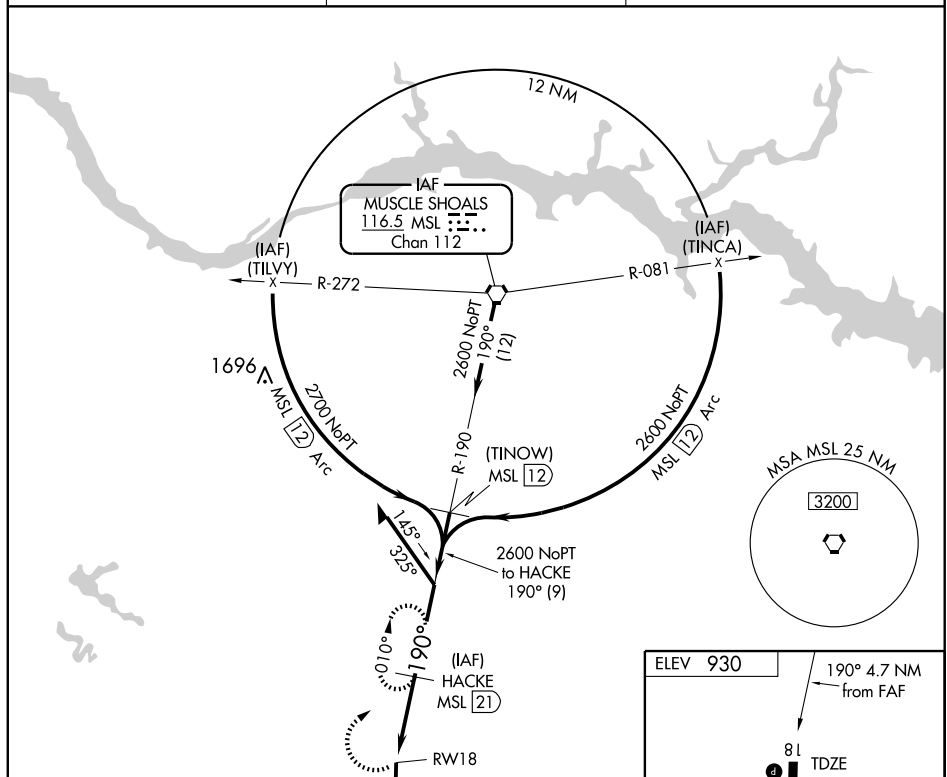 12 NM
IAF
MUSCLE SHOALS
116.5 MSL
Chan 112
(IAF)
(TILVY)
X
R-272
(IAF)
(TINCA)
X
R-081
2600 NoPT
190°
(12)
1696
2700 NoPT
MSL 12 Arc
2600 NoPT
MSL 12 Arc
R-190
(TINOW)
MSL 12
MSA MSL 25 NM
3200
145°
325°
2600 NoPT
to HACKE
190° (9)
010°
190°
(IAF)
HACKE
MSL 21
RW18
ELEV 930
190° 4.7 NM
from FAF
18
P
TDZE